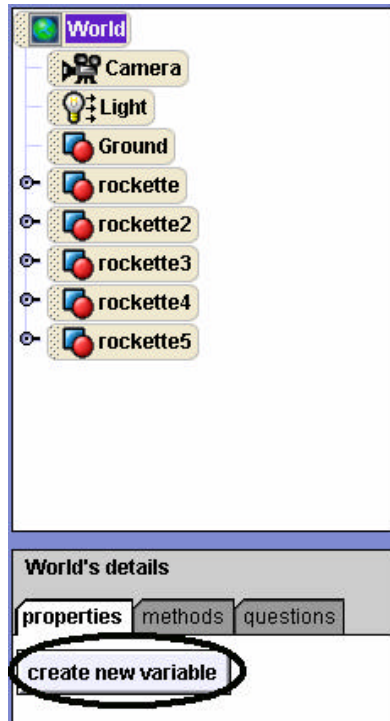 World
Camera
Light
Ground
rockette
rockette2
rockette3
rockette4
rockette5
World's details
properties methods questions
create new variable